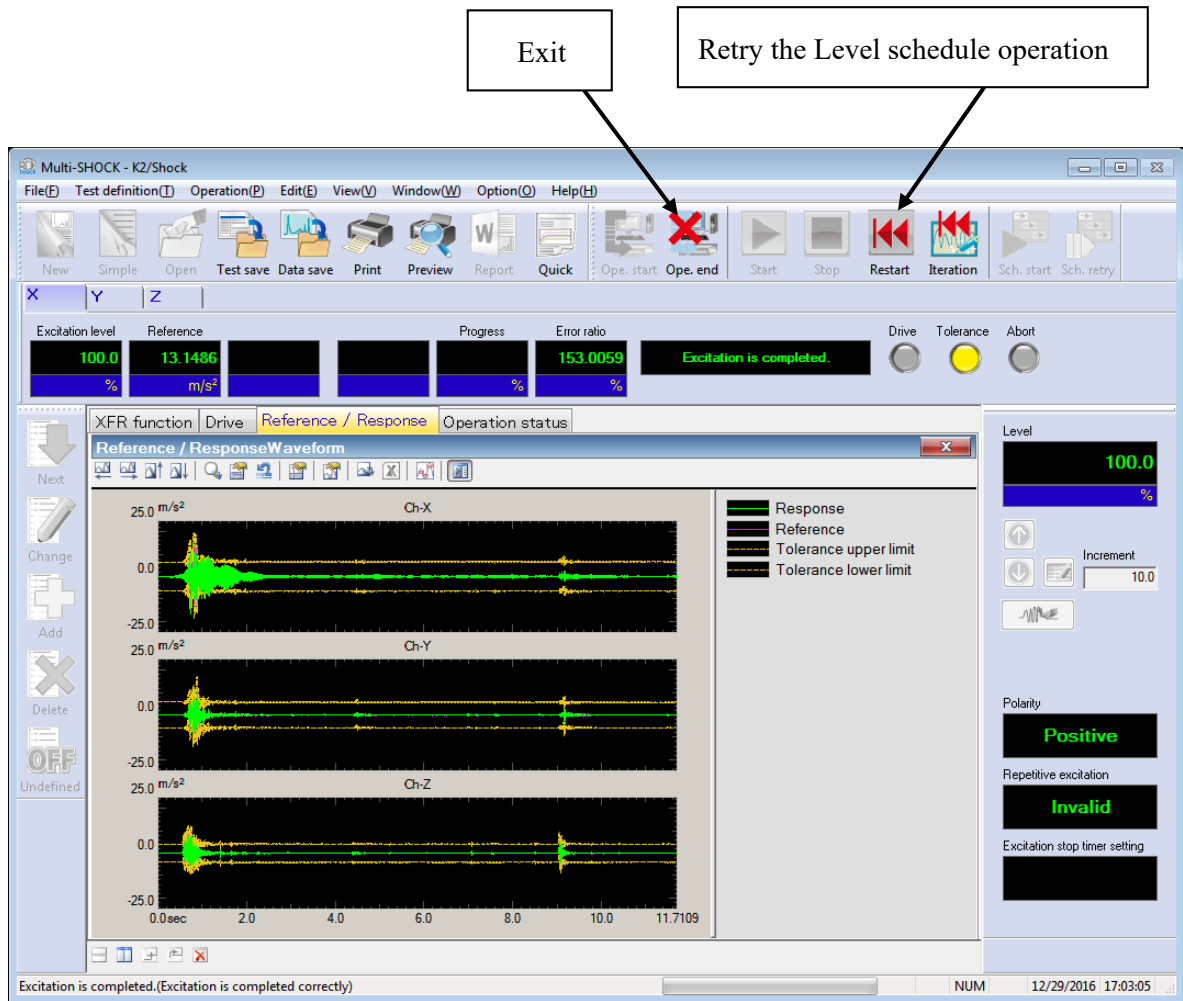 Exit
Retry the Level schedule operation
Multi-SHOCK - K2/Shock
File(F) Test definition(T) Operation(P) Edit(E) View(V) Window(W) Option(O) Help(H)
New Simple Open Test save Data save Print Preview Report Quick Ope. start Ope. end Start Stop Restart Iteration Sch. start Sch. retry
X Y Z
Excitation level Reference Progress Error ratio Drive Tolerance Abort
100.0 13.1486 153.0059 Excitation is completed.
% m/s² % %
XFR function Drive Reference / Response Operation status
Reference / ResponseWaveform
Next
Change
Add
Delete
OFF
Undefined
25.0 m/s² Ch-X
0.0
-25.0
25.0 m/s² Ch-Y
0.0
-25.0
25.0 m/s² Ch-Z
0.0
-25.0
0.0sec 2.0 4.0 6.0 8.0 10.0 11.7109
Response
Reference
Tolerance upper limit
Tolerance lower limit
Level
100.0
%
Increment
10.0
Polarity
Positive
Repetitive excitation
Invalid
Excitation stop timer setting
Excitation is completed.(Excitation is completed correctly) NUM 12/29/2016 17:03:05